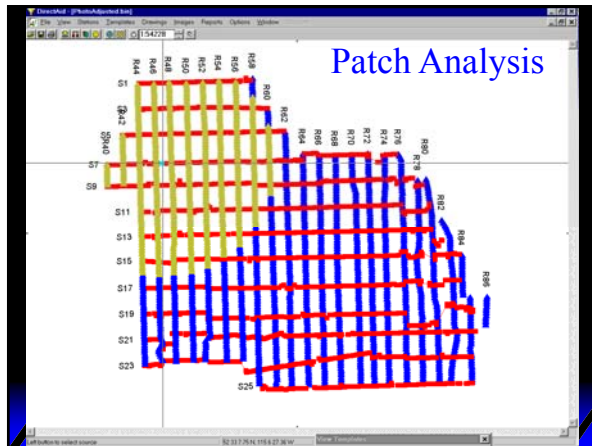 DirectAid - [PhotoAdjusted.bin]
File View Stations Templates Drawings Images Reports Options Window
1:54228
Patch Analysis
R44
R46
R48
R50
R52
R54
R56
R58
R60
R62
R64
R66
R68
R70
R72
R74
R76
R78
R80
R82
R84
R86
R42
R40
S1
S7
S9
S11
S13
S15
S17
S19
S21
S23
S25
Left button to select source
View Templates